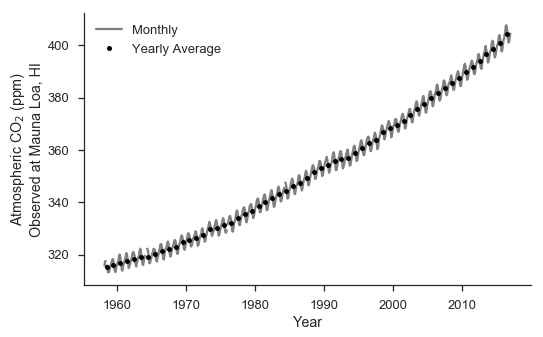 Monthly
Yearly Average
Atmospheric CO₂ (ppm)
Observed at Mauna Loa, HI
400
380
360
340
320
1960 1970 1980 1990 2000 2010
Year